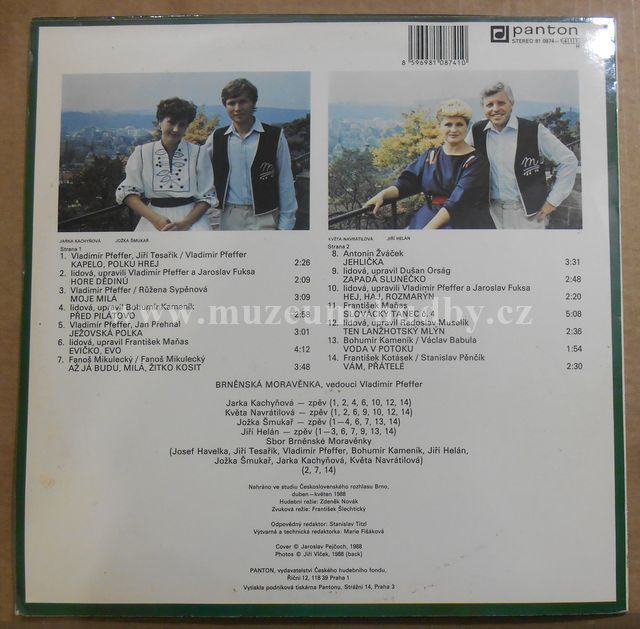 panton
STEREO 81 0874-1
8 596981 087410
JARKA KACHYŇOVÁ JOŽKA ŠMUKAŘ
KVĚTA NAVRÁTILOVÁ JIŘÍ HELÁN
Strana 1
1. Vladimír Pfeffer, Jiří Tesařík / Vladimír Pfeffer
KAPELO, POLKU HREJ 2:26
2. lidová, upravili Vladimír Pfeffer a Jaroslav Fuksa
HORE DĚDINÚ 2:09
3. Vladimír Pfeffer / Růžena Sypěnová
MOJE MILÁ 3:48
4. lidová, upravil Bohumír Kameník
PŘED PILÁTOVO 2:58
5. Vladimír Pfeffer, Jan Přehnal
JEŽOVSKÁ POLKA 3:31
6. lidová, upravil František Maňas
EVIČKO, EVO 4:12
7. Fanoš Mikulecký / Fanoš Mikulecký
AŽ JÁ BUDU, MILÁ, ŽITKO KOSIT 3:48
Strana 2
8. Antonín Žváček
JEHLIČKA 3:31
9. lidová, upravil Dušan Orság
ZAPADÁ SLUNÉČKO 2:48
10. lidová, upravili Vladimír Pfeffer a Jaroslav Fuksa
HEJ, HAJ, ROZMARÝN 2:20
11. František Maňas
SLOVÁCKÝ TANEC č. 4 5:08
12. lidová, upravil Radoslav Mušálik
TEN LANŽHOTSKÝ MLÝN 2:36
13. Bohumír Kameník / Václav Babula
VODA V POTOKU 1:54
14. František Kotásek / Stanislav Pěnčík
VÁM, PŘÁTELÉ 2:30
www.muzeumhudby.cz
BRNĚNSKÁ MORAVĚNKA, vedoucí Vladimír Pfeffer
Jarka Kachyňová — zpěv (1, 2, 4, 6, 10, 12, 14)
Květa Navrátilová — zpěv (1, 2, 6, 9, 10, 12, 14)
Jožka Šmukař — zpěv (1—4, 6, 7, 13, 14)
Jiří Helán — zpěv (1—3, 6, 7, 9, 13, 14)
Sbor Brněnské Moravěnky
(Josef Havelka, Jiří Tesařík, Vladimír Pfeffer, Bohumír Kameník, Jiří Helán,
Jožka Šmukař, Jarka Kachyňová, Květa Navrátilová)
(2, 7, 14)
Nahráno ve studiu Československého rozhlasu Brno,
duben—květen 1988
Hudební režie: Zdeněk Novák
Zvuková režie: František Šlechtický
Odpovědný redaktor: Stanislav Titzl
Výtvarná a technická redaktorka: Marie Fišáková
Cover © Jaroslav Pejčoch, 1988
Photos © Jiří Vlček, 1988 (back)
PANTON, vydavatelství Českého hudebního fondu,
Říční 12, 118 39 Praha 1
Vytiskla podniková tiskárna Pantonu, Strážní 14, Praha 3